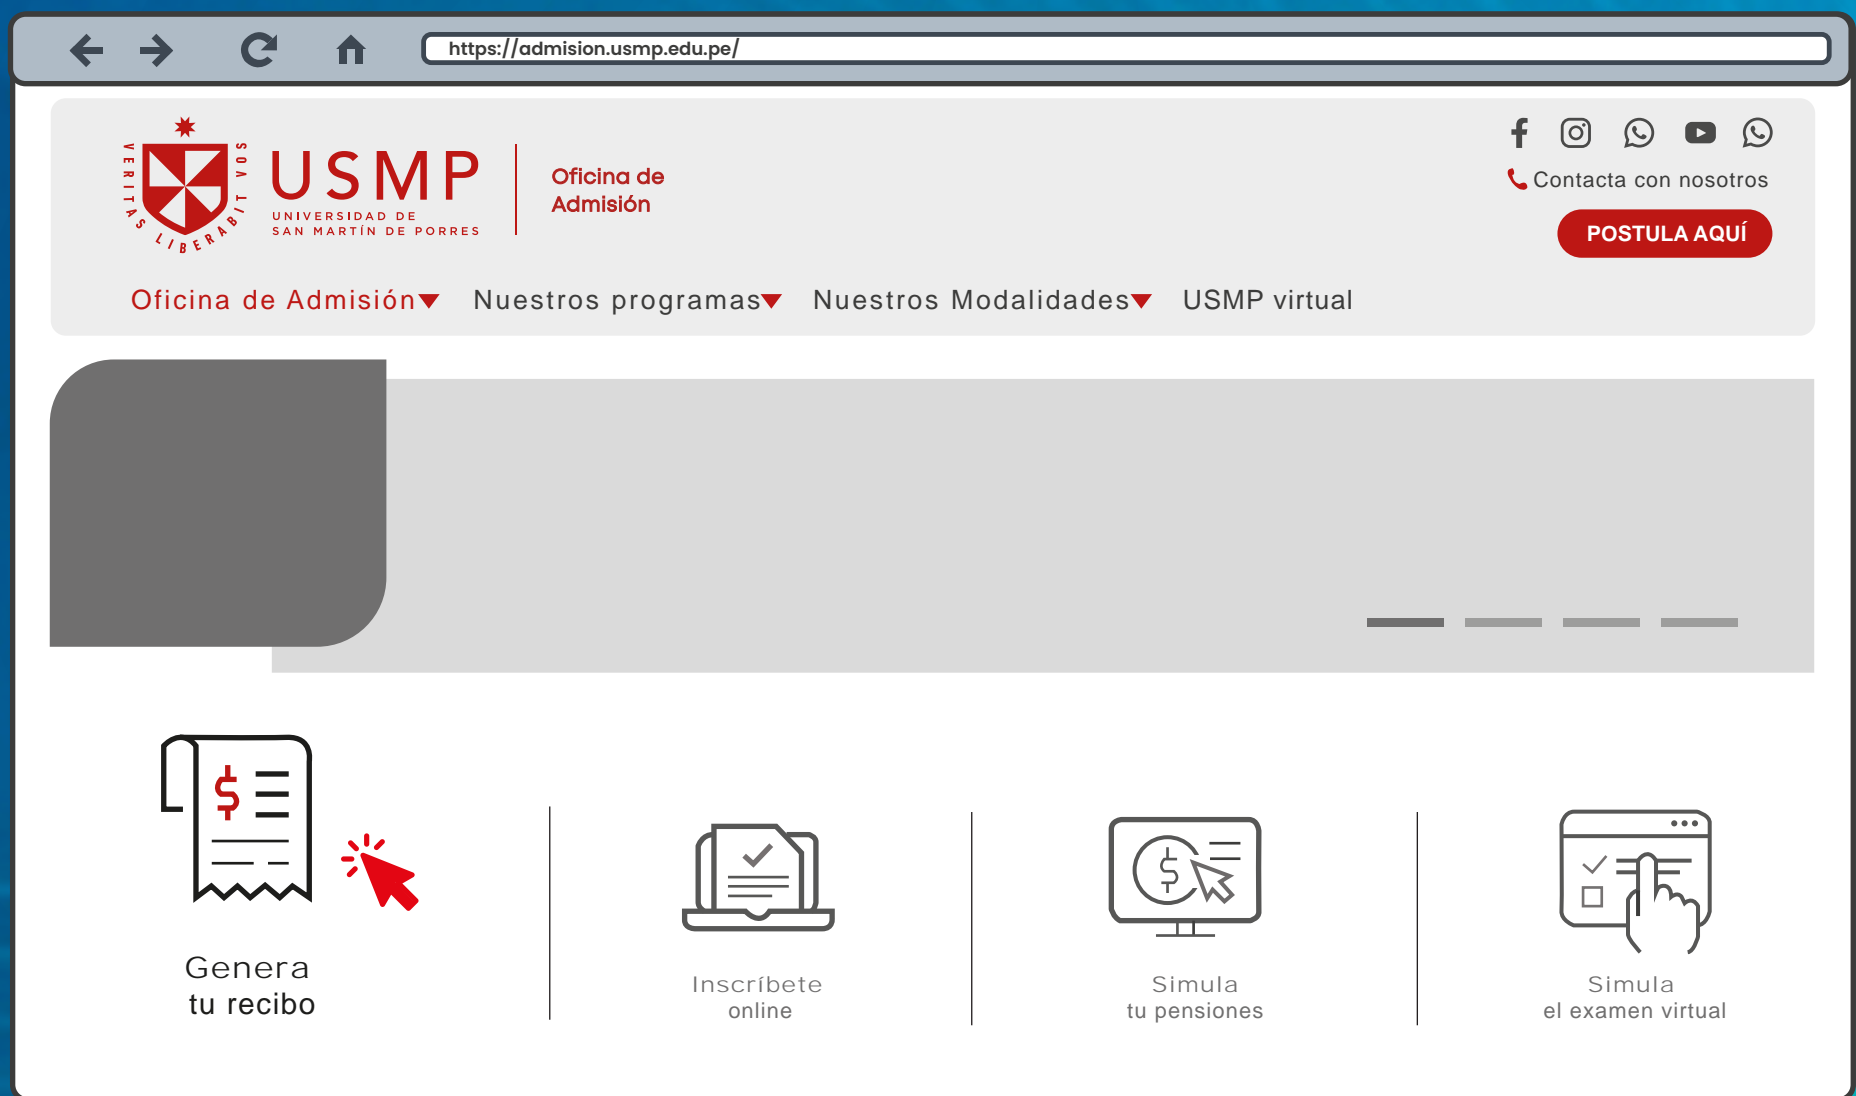 https://admision.usmp.edu.pe/
VERITAS LIBERABIT VOS
USMP
UNIVERSIDAD DE
SAN MARTÍN DE PORRES
Oficina de
Admisión
Contacta con nosotros
POSTULA AQUÍ
Oficina de Admisión Nuestros programas Nuestros Modalidades USMP virtual
$
Genera
tu recibo
Inscríbete
online
$
Simula
tu pensiones
Simula
el examen virtual